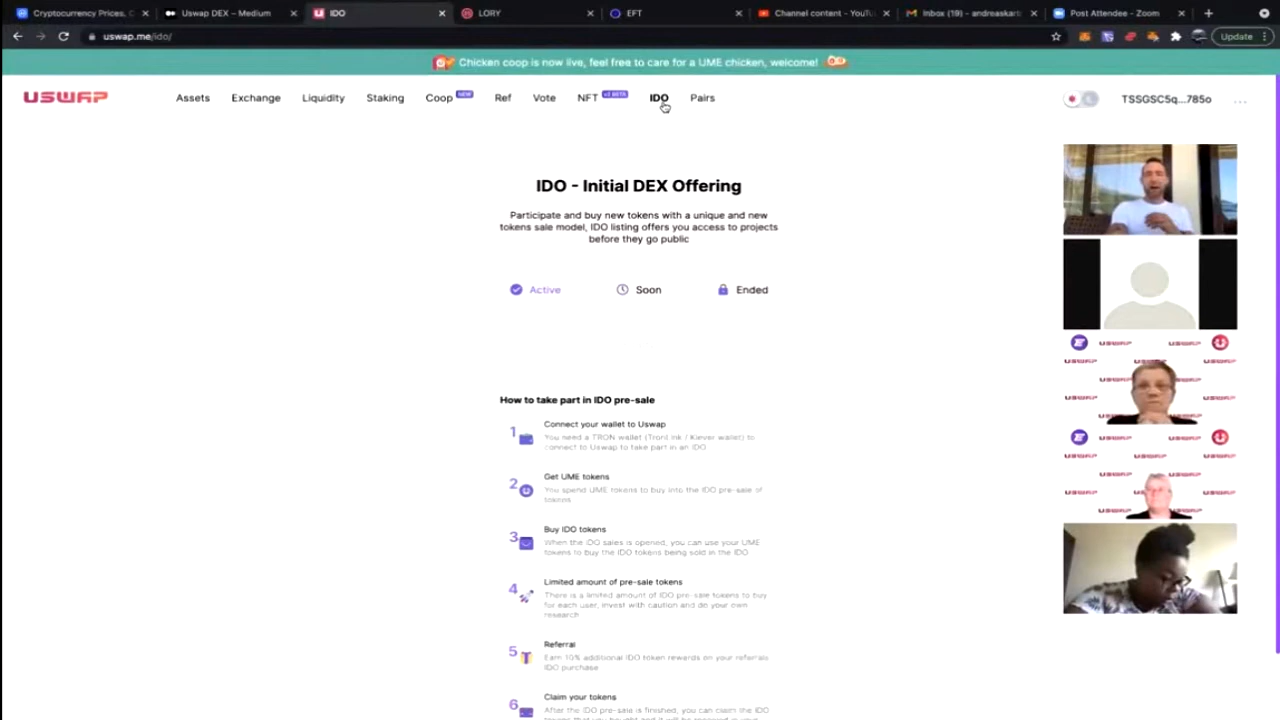 Cryptocurrency Prices, C
Uswap DEX – Medium
IDO
LORY
EFT
Channel content - YouTu
Inbox (19) - andreaskarb
Post Attendee - Zoom
uswap.me/ido/
Update
Chicken coop is now live, feel free to care for a UME chicken, welcome!
USWAP
Assets
Exchange
Liquidity
Staking
Coop NEW
Ref
Vote
NFT v2 BETA
IDO
Pairs
TSSGSC5q...785o
IDO - Initial DEX Offering
Participate and buy new tokens with a unique and new
tokens sale model, IDO listing offers you access to projects
before they go public
Active
Soon
Ended
How to take part in IDO pre-sale
1
Connect your wallet to Uswap
You need a TRON wallet (TronLink / Klever wallet) to
connect to Uswap to take part in an IDO
2
Get UME tokens
You spend UME tokens to buy into the IDO pre-sale of
tokens
3
Buy IDO tokens
When the IDO sales is opened, you can use your UME
tokens to buy the IDO tokens being sold in the IDO
4
Limited amount of pre-sale tokens
There is a limited amount of IDO pre-sale tokens to buy
for each user, invest with caution and do your own
research
5
Referral
Earn 10% additional IDO token rewards on your referrals
IDO purchase
6
Claim your tokens
After the IDO pre-sale is finished, you can claim the IDO